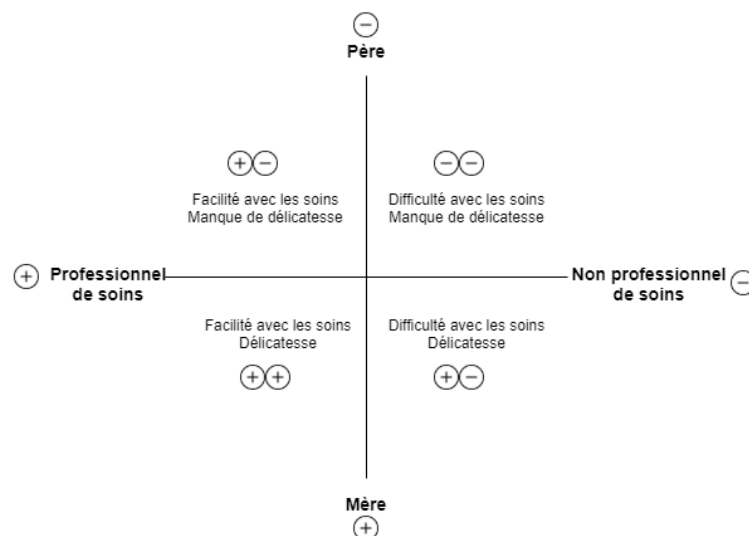 −
Père
+ −
− −
Facilité avec les soins
Manque de délicatesse
Difficulté avec les soins
Manque de délicatesse
+
Professionnel
de soins
Non professionnel
de soins
−
Facilité avec les soins
Délicatesse
Difficulté avec les soins
Délicatesse
+ +
+ −
Mère
+